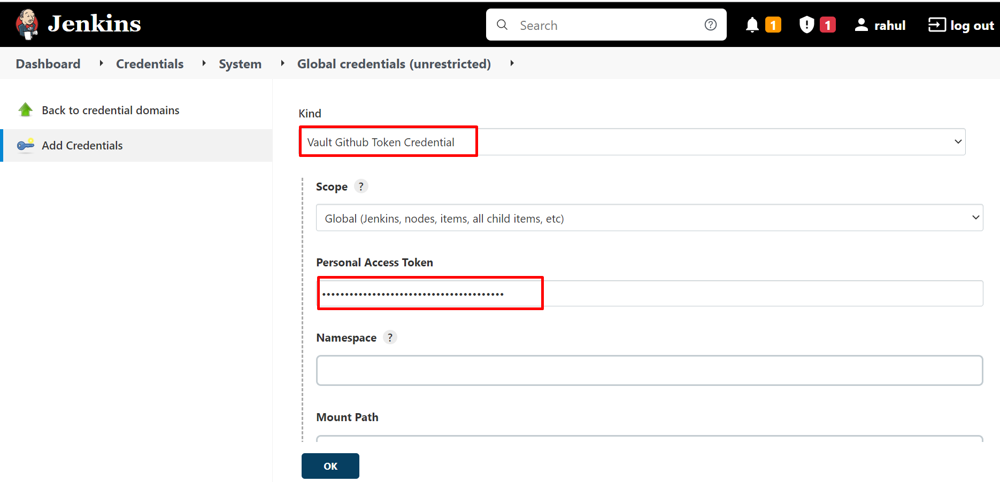 Jenkins Search 1 1 rahul log out
Dashboard Credentials System Global credentials (unrestricted)
Back to credential domains
Add Credentials
Kind
Vault Github Token Credential
Scope ?
Global (Jenkins, nodes, items, all child items, etc)
Personal Access Token
••••••••••••••••••••••••••••••••••••••••
Namespace ?
Mount Path
OK